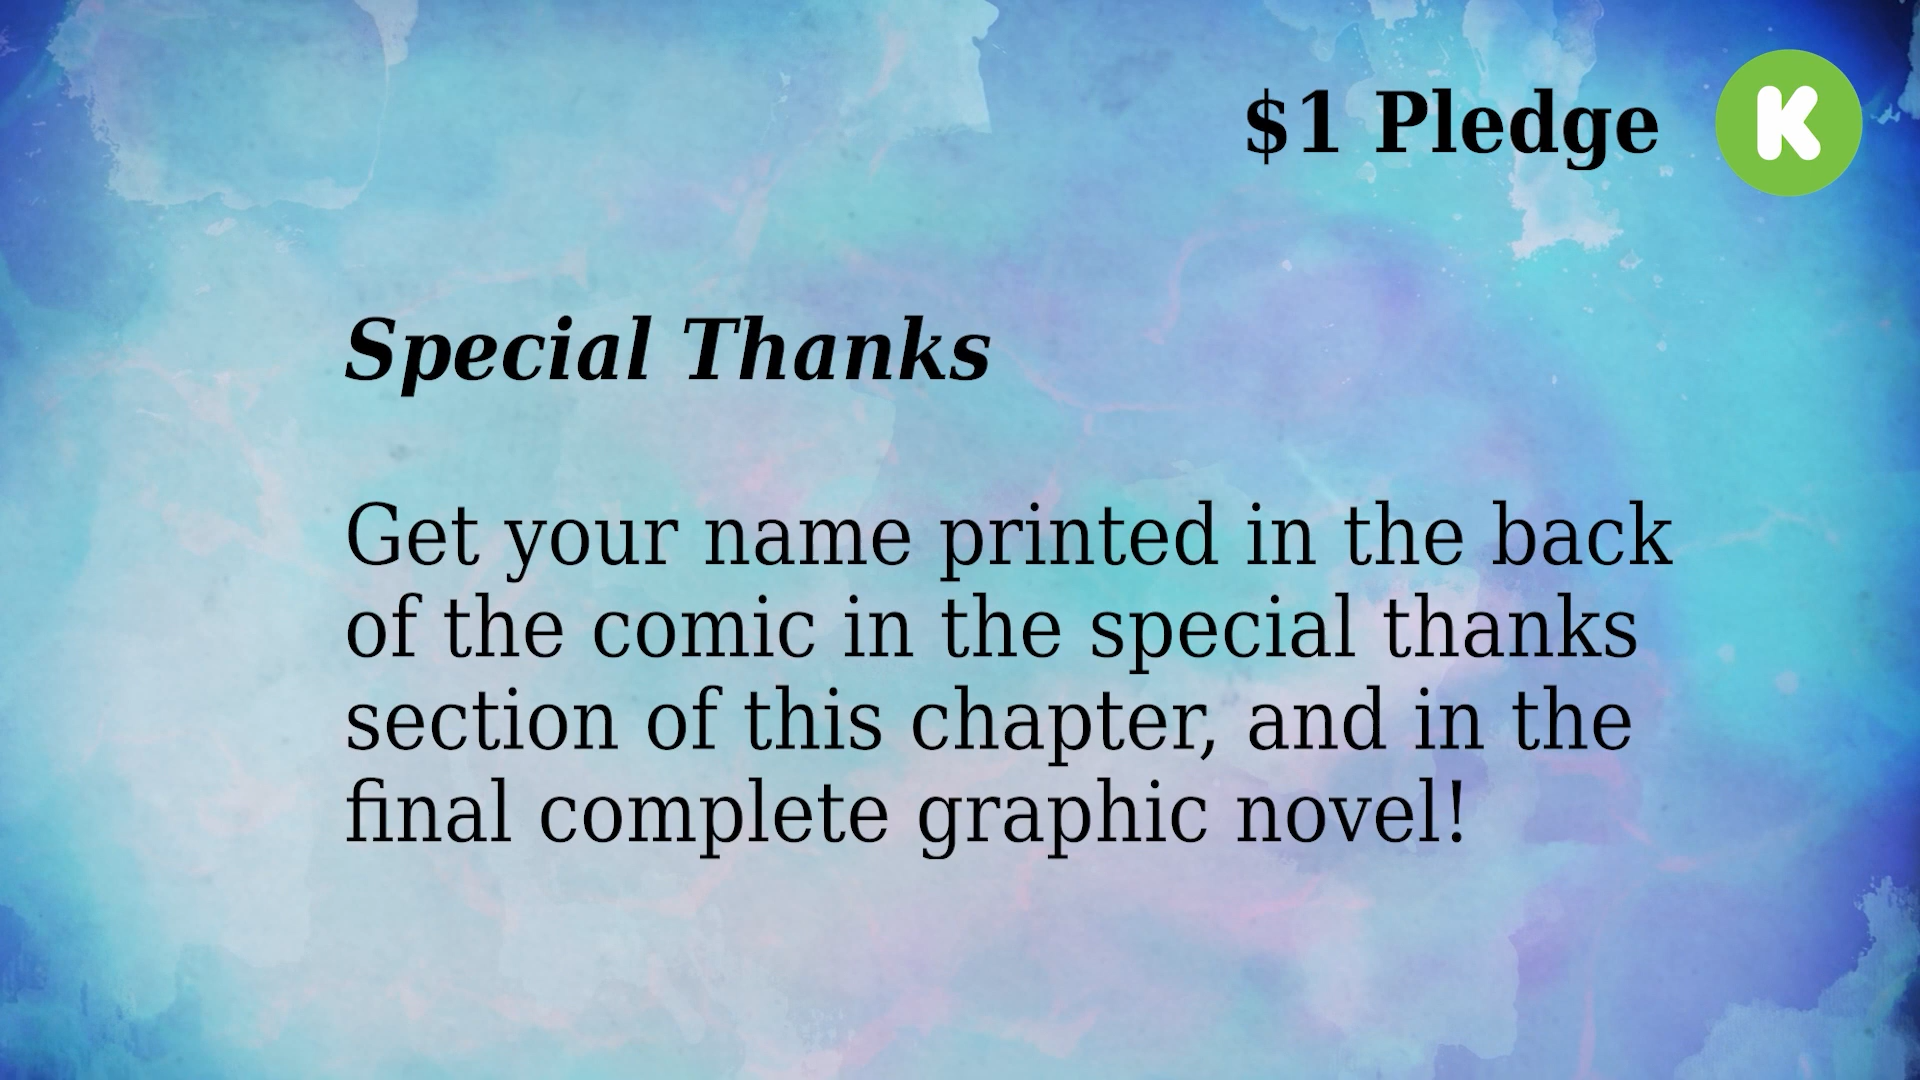 $1 Pledge K
Special Thanks
Get your name printed in the back
of the comic in the special thanks
section of this chapter, and in the
final complete graphic novel!